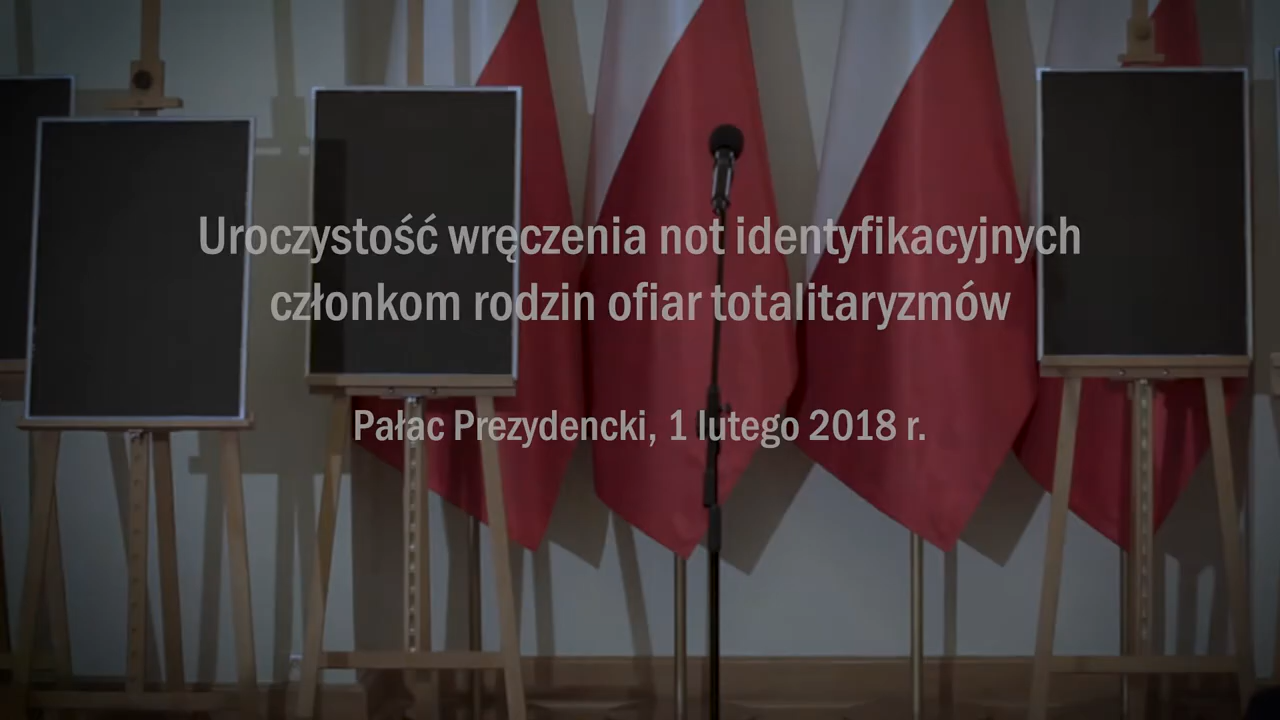 Uroczystość wręczenia not identyfikacyjnych
członkom rodzin ofiar totalitaryzmów
Pałac Prezydencki, 1 lutego 2018 r.